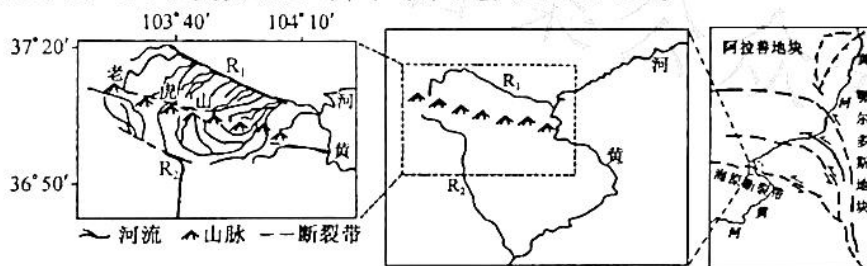 103°40′ 104°10′
37°20′
36°50′
老
虎
山
R₁
R₂
河
黄
河流 山脉 断裂带
R₁
R₂
河
黄
阿拉善地块
黄
河
鄂
尔
多
斯
地
块
海原断裂带
黄
河